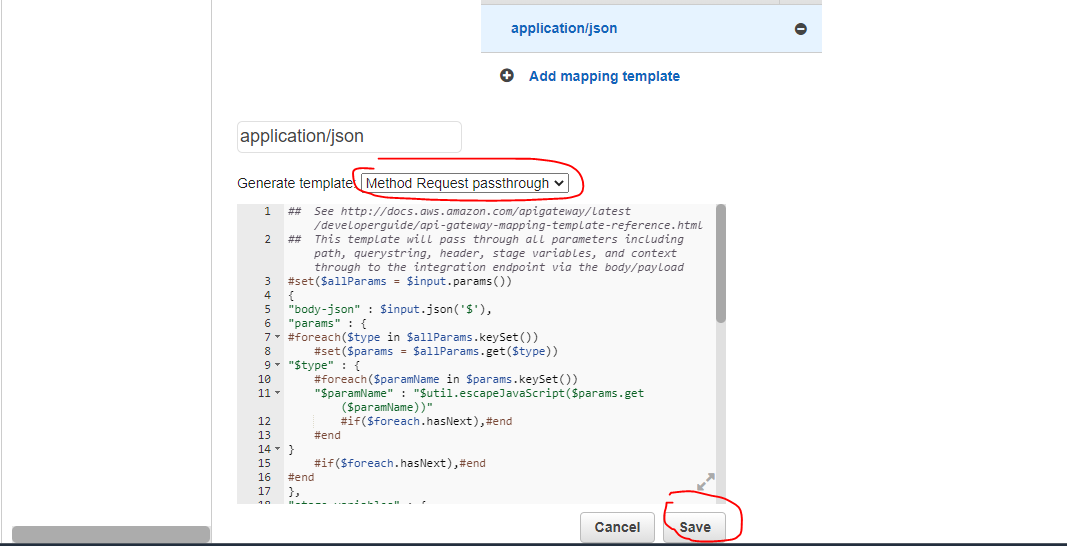 application/json
Add mapping template
application/json
Generate template: Method Request passthrough
1 ## See http://docs.aws.amazon.com/apigateway/latest
/developerguide/api-gateway-mapping-template-reference.html
2 ## This template will pass through all parameters including
path, querystring, header, stage variables, and context
through to the integration endpoint via the body/payload
3 #set($allParams = $input.params())
4 {
5 "body-json" : $input.json('$'),
6 "params" : {
7 #foreach($type in $allParams.keySet())
8 #set($params = $allParams.get($type))
9 "$type" : {
10 #foreach($paramName in $params.keySet())
11 "$paramName" : "$util.escapeJavaScript($params.get
($paramName))"
12 #if($foreach.hasNext),#end
13 #end
14 }
15 #if($foreach.hasNext),#end
16 #end
17 },
18 "stage-variables" : {
Cancel Save